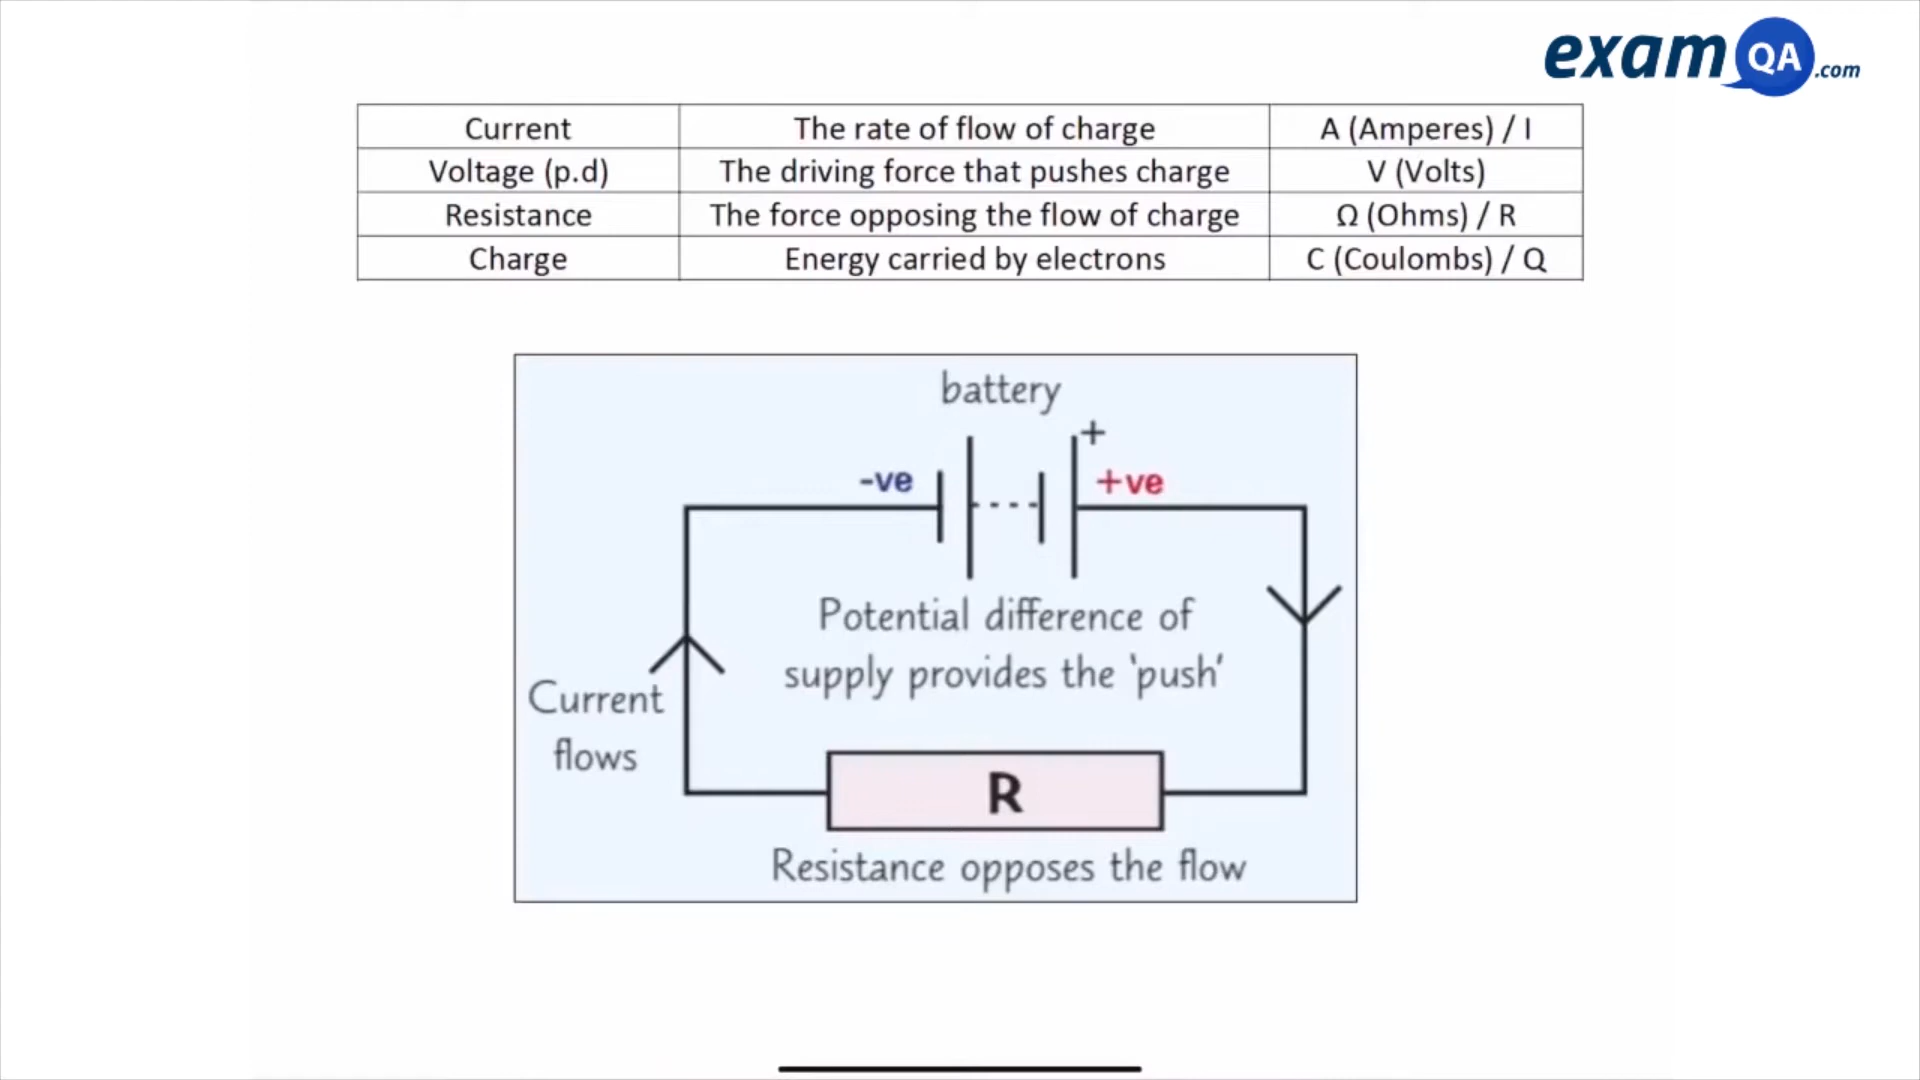 examQA.com
Current The rate of flow of charge A (Amperes) / I
Voltage (p.d) The driving force that pushes charge V (Volts)
Resistance The force opposing the flow of charge Ω (Ohms) / R
Charge Energy carried by electrons C (Coulombs) / Q
battery
+
-ve +ve
Potential difference of
supply provides the 'push'
Current
flows
R
Resistance opposes the flow